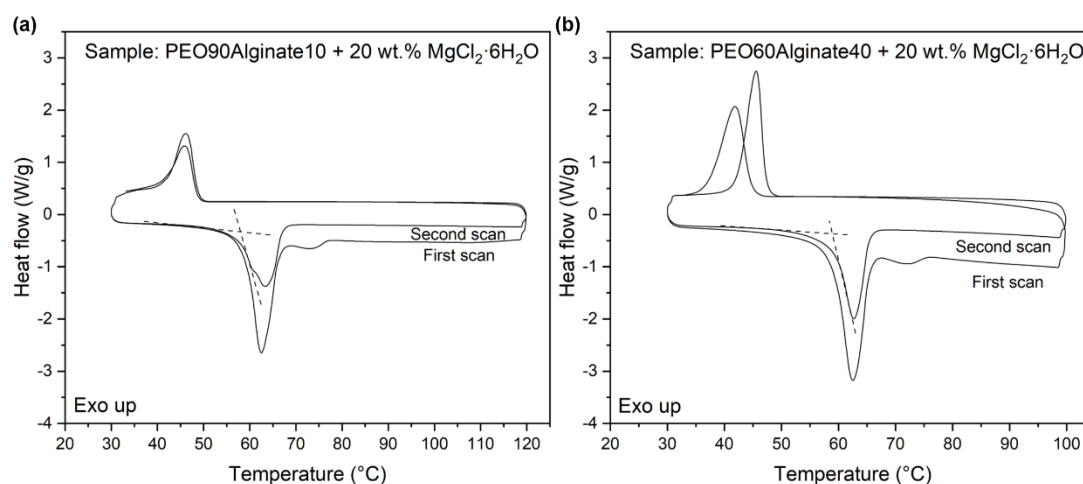 (a)
Sample: PEO90Alginate10 + 20 wt.% MgCl₂·6H₂O
3
2
1
0
-1
-2
-3
-4
Heat flow (W/g)
Second scan
First scan
Exo up
20 30 40 50 60 70 80 90 100 110 120
Temperature (°C)
(b)
Sample: PEO60Alginate40 + 20 wt.% MgCl₂·6H₂O
3
2
1
0
-1
-2
-3
-4
Heat flow (W/g)
Second scan
First scan
Exo up
20 30 40 50 60 70 80 90 100
Temperature (°C)